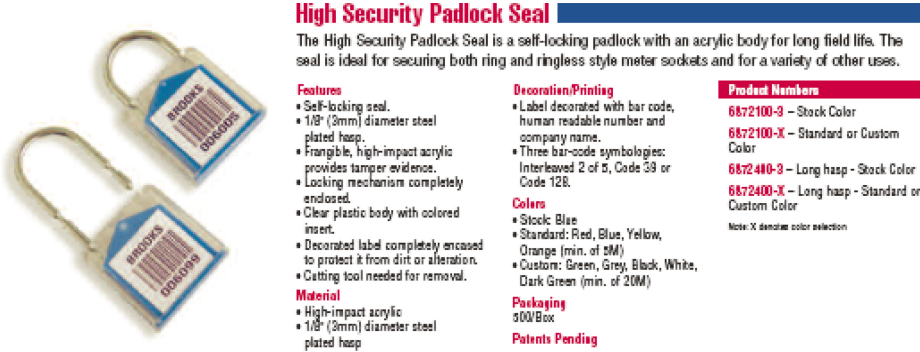 High Security Padlock Seal
The High Security Padlock Seal is a self-locking padlock with an acrylic body for long field life. The
seal is ideal for securing both ring and ringless style meter sockets and for a variety of other uses.
BROOKS
006005
BROOKS
006099
Features
• Self-locking seal.
• 1/8" (3mm) diameter steel
plated hasp.
• Frangible, high-impact acrylic
provides tamper evidence.
• Locking mechanism completely
enclosed.
• Clear plastic body with colored
insert.
• Decorated label completely encased
to protect it from dirt or alteration.
• Cutting tool needed for removal.
Material
• High-impact acrylic
• 1/8" (3mm) diameter steel
plated hasp
Decoration/Printing
• Label decorated with bar code,
human readable number and
company name.
• Three bar-code symbologies:
Interleaved 2 of 5, Code 39 or
Code 128.
Colors
• Stock: Blue
• Standard: Red, Blue, Yellow,
Orange (min. of 5M)
• Custom: Green, Grey, Black, White,
Dark Green (min. of 20M)
Packaging
500/Box
Patents Pending
Product Numbers
6872100-3 – Stock Color
6872100-X – Standard or Custom
Color
6872400-3 – Long hasp - Stock Color
6872400-X – Long hasp - Standard or
Custom Color
Note: X denotes color selection